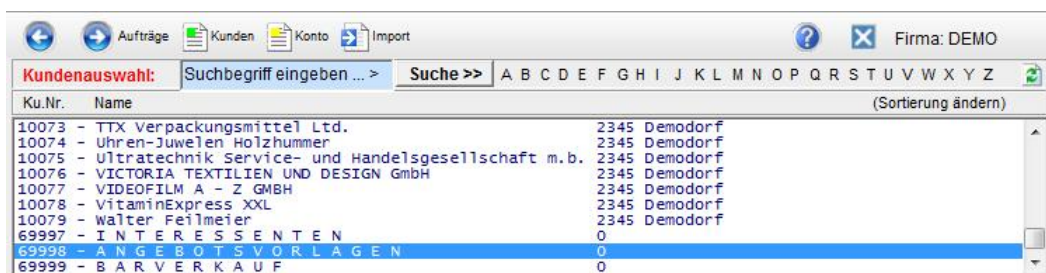 Aufträge Kunden Konto Import Firma: DEMO
Kundenauswahl: Suchbegriff eingeben ... > Suche >> A B C D E F G H I J K L M N O P Q R S T U V W X Y Z
Ku.Nr. Name (Sortierung ändern)
10073 - TTX Verpackungsmittel Ltd. 2345 Demodorf
10074 - Uhren-Juwelen Holzhummer 2345 Demodorf
10075 - Ultratechnik Service- und Handelsgesellschaft m.b. 2345 Demodorf
10076 - VICTORIA TEXTILIEN UND DESIGN GmbH 2345 Demodorf
10077 - VIDEOFILM A - Z GMBH 2345 Demodorf
10078 - VitaminExpress XXL 2345 Demodorf
10079 - Walter Feilmeier 2345 Demodorf
69997 - I N T E R E S S E N T E N 0
69998 - A N G E B O T S V O R L A G E N 0
69999 - B A R V E R K A U F 0